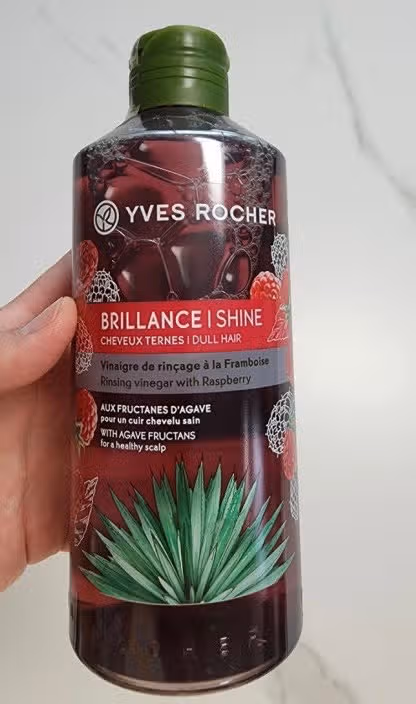 YVES ROCHER
BRILLANCE | SHINE
CHEVEUX TERNES | DULL HAIR
Vinaigre de rinçage à la Framboise
Rinsing vinegar with Raspberry
AUX FRUCTANES D'AGAVE
pour un cuir chevelu sain
WITH AGAVE FRUCTANS
for a healthy scalp